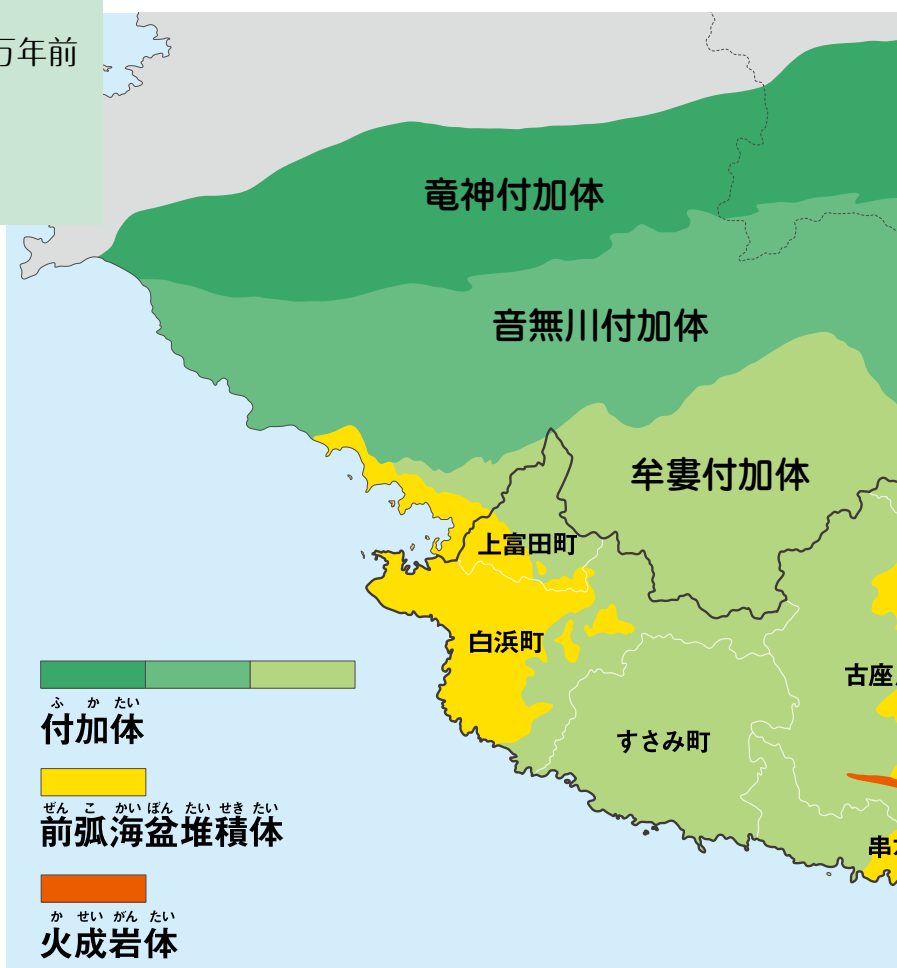 万年前
竜神付加体
音無川付加体
牟婁付加体
上富田町
白浜町
古座
すさみ町
串
ふ か たい
付加体
ぜん こ かい ぼん たい せき たい
前弧海盆堆積体
か せい がん たい
火成岩体